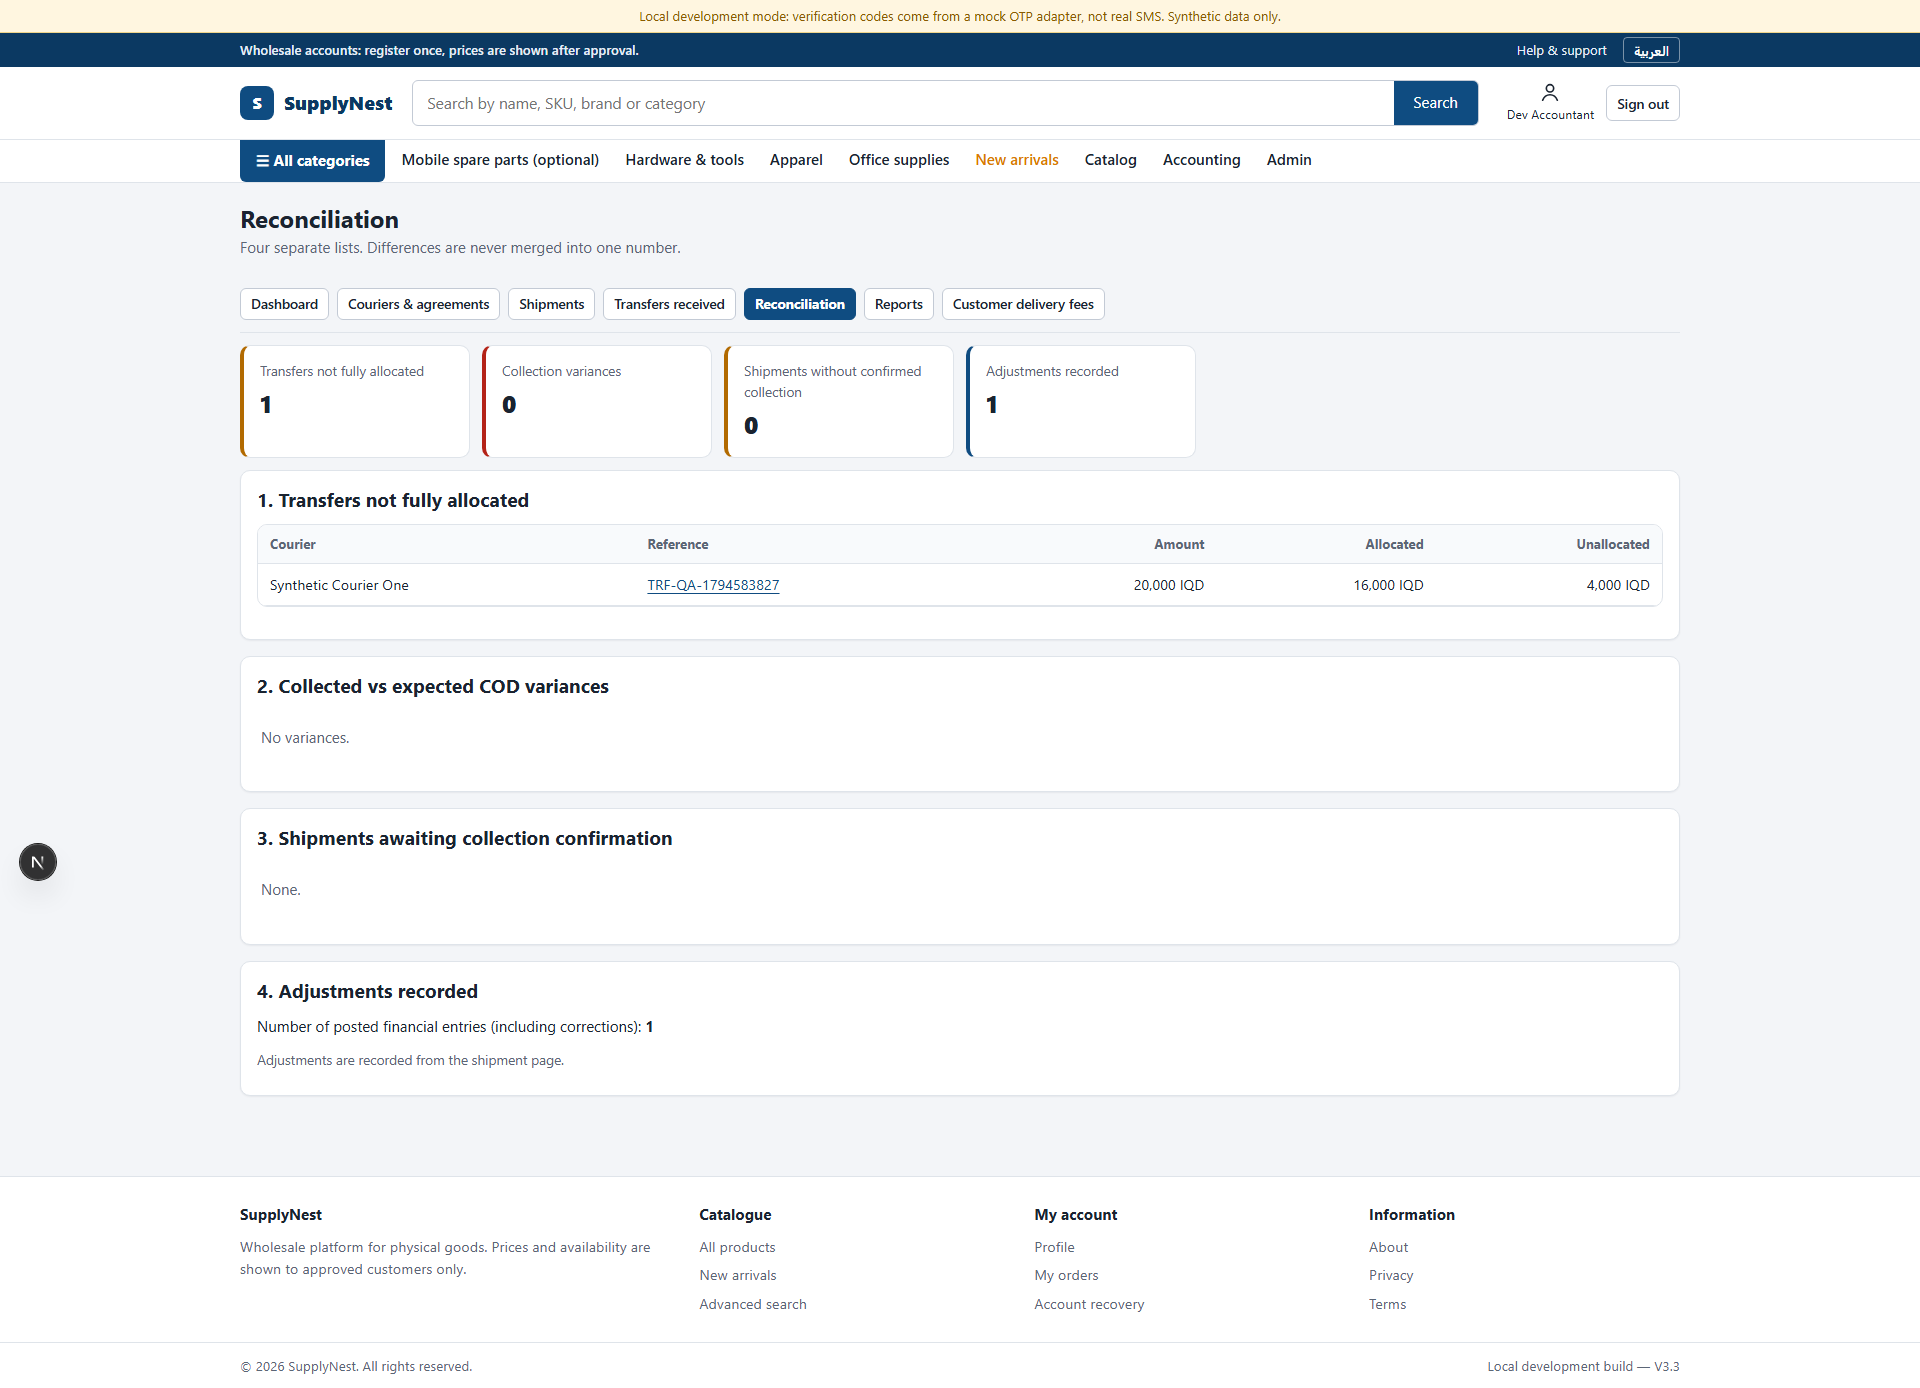 Local development mode: verification codes come from a mock OTP adapter, not real SMS. Synthetic data only.
Wholesale accounts: register once, prices are shown after approval.
Help & support
العربية
S
SupplyNest
Search by name, SKU, brand or category
Search
Dev Accountant
Sign out
☰ All categories
Mobile spare parts (optional)
Hardware & tools
Apparel
Office supplies
New arrivals
Catalog
Accounting
Admin
Reconciliation
Four separate lists. Differences are never merged into one number.
Dashboard
Couriers & agreements
Shipments
Transfers received
Reconciliation
Reports
Customer delivery fees
Transfers not fully allocated
1
Collection variances
0
Shipments without confirmed
collection
0
Adjustments recorded
1
1. Transfers not fully allocated
Courier Reference Amount Allocated Unallocated
Synthetic Courier One TRF-QA-1794583827 20,000 IQD 16,000 IQD 4,000 IQD
2. Collected vs expected COD variances
No variances.
3. Shipments awaiting collection confirmation
N
None.
4. Adjustments recorded
Number of posted financial entries (including corrections): 1
Adjustments are recorded from the shipment page.
SupplyNest
Wholesale platform for physical goods. Prices and availability are
shown to approved customers only.
Catalogue
All products
New arrivals
Advanced search
My account
Profile
My orders
Account recovery
Information
About
Privacy
Terms
© 2026 SupplyNest. All rights reserved.
Local development build — V3.3